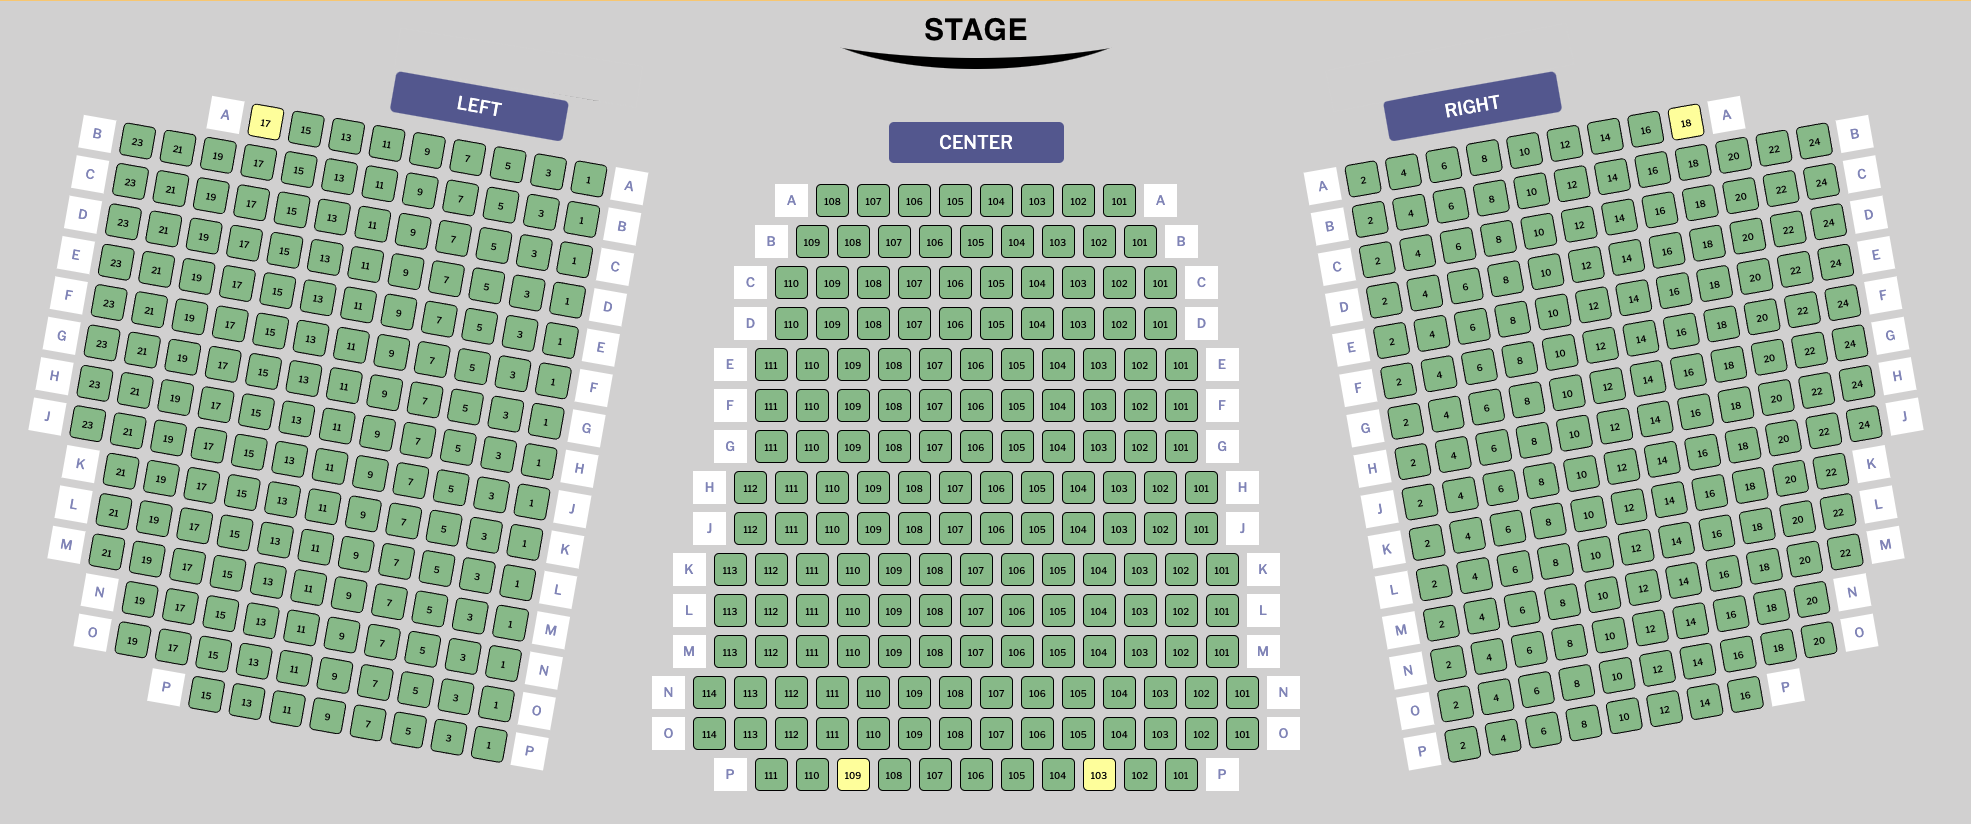 STAGE
LEFT
CENTER
RIGHT
A 17 15 13 11 9 7 5 3 1 A
B 23 21 19 17 15 13 11 9 7 5 3 1 B
C 23 21 19 17 15 13 11 9 7 5 3 1 C
D 23 21 19 17 15 13 11 9 7 5 3 1 D
E 23 21 19 17 15 13 11 9 7 5 3 1 E
F 23 21 19 17 15 13 11 9 7 5 3 1 F
G 23 21 19 17 15 13 11 9 7 5 3 1 G
H 23 21 19 17 15 13 11 9 7 5 3 1 H
J 23 21 19 17 15 13 11 9 7 5 3 1 J
K 21 19 17 15 13 11 9 7 5 3 1 K
L 21 19 17 15 13 11 9 7 5 3 1 L
M 21 19 17 15 13 11 9 7 5 3 1 M
N 19 17 15 13 11 9 7 5 3 1 N
O 19 17 15 13 11 9 7 5 3 1 O
P 15 13 11 9 7 5 3 1 P
A 108 107 106 105 104 103 102 101 A
B 109 108 107 106 105 104 103 102 101 B
C 110 109 108 107 106 105 104 103 102 101 C
D 110 109 108 107 106 105 104 103 102 101 D
E 111 110 109 108 107 106 105 104 103 102 101 E
F 111 110 109 108 107 106 105 104 103 102 101 F
G 111 110 109 108 107 106 105 104 103 102 101 G
H 112 111 110 109 108 107 106 105 104 103 102 101 H
J 112 111 110 109 108 107 106 105 104 103 102 101 J
K 113 112 111 110 109 108 107 106 105 104 103 102 101 K
L 113 112 111 110 109 108 107 106 105 104 103 102 101 L
M 113 112 111 110 109 108 107 106 105 104 103 102 101 M
N 114 113 112 111 110 109 108 107 106 105 104 103 102 101 N
O 114 113 112 111 110 109 108 107 106 105 104 103 102 101 O
P 111 110 109 108 107 106 105 104 103 102 101 P
A 2 4 6 8 10 12 14 16 18 A
B 2 4 6 8 10 12 14 16 18 20 22 24 B
C 2 4 6 8 10 12 14 16 18 20 22 24 C
D 2 4 6 8 10 12 14 16 18 20 22 24 D
E 2 4 6 8 10 12 14 16 18 20 22 24 E
F 2 4 6 8 10 12 14 16 18 20 22 24 F
G 2 4 6 8 10 12 14 16 18 20 22 24 G
H 2 4 6 8 10 12 14 16 18 20 22 24 H
J 2 4 6 8 10 12 14 16 18 20 22 24 J
K 2 4 6 8 10 12 14 16 18 20 22 K
L 2 4 6 8 10 12 14 16 18 20 22 L
M 2 4 6 8 10 12 14 16 18 20 22 M
N 2 4 6 8 10 12 14 16 18 20 N
O 2 4 6 8 10 12 14 16 18 20 O
P 2 4 6 8 10 12 14 16 P